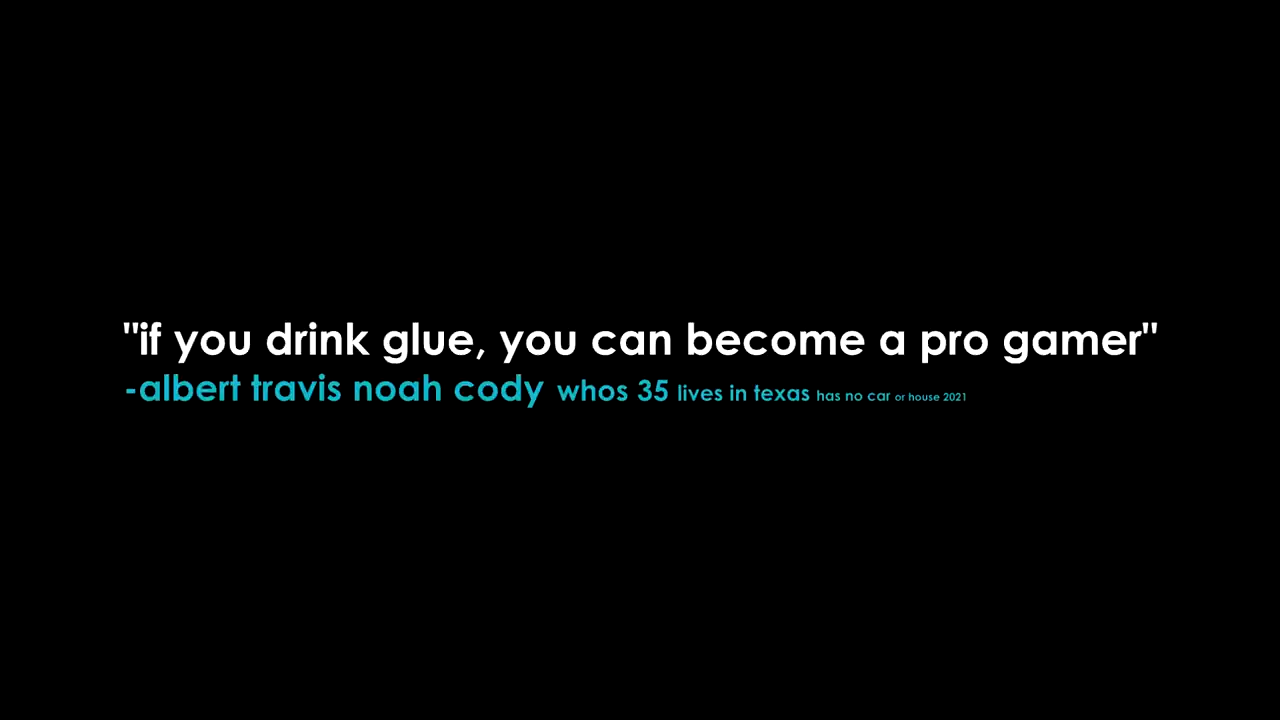 "if you drink glue, you can become a pro gamer"
-albert travis noah cody whos 35 lives in texas has no car or house 2021